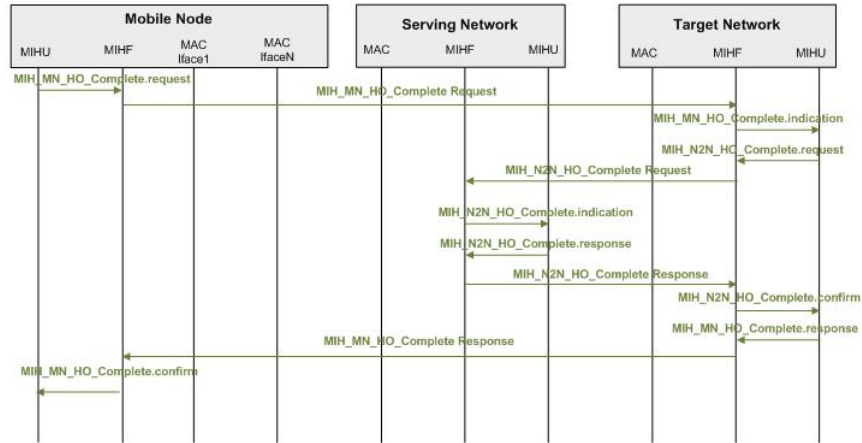 Mobile Node
Serving Network
Target Network
MIHU
MIHF
MAC
Iface1
MAC
IfaceN
MAC
MIHF
MIHU
MAC
MIHF
MIHU
MIH_MN_HO_Complete.request
MIH_MN_HO_Complete Request
MIH_MN_HO_Complete.indication
MIH_N2N_HO_Complete.request
MIH_N2N_HO_Complete Request
MIH_N2N_HO_Complete.indication
MIH_N2N_HO_Complete.response
MIH_N2N_HO_Complete Response
MIH_N2N_HO_Complete.confirm
MIH_MN_HO_Complete.response
MIH_MN_HO_Complete Response
MIH_MN_HO_Complete.confirm